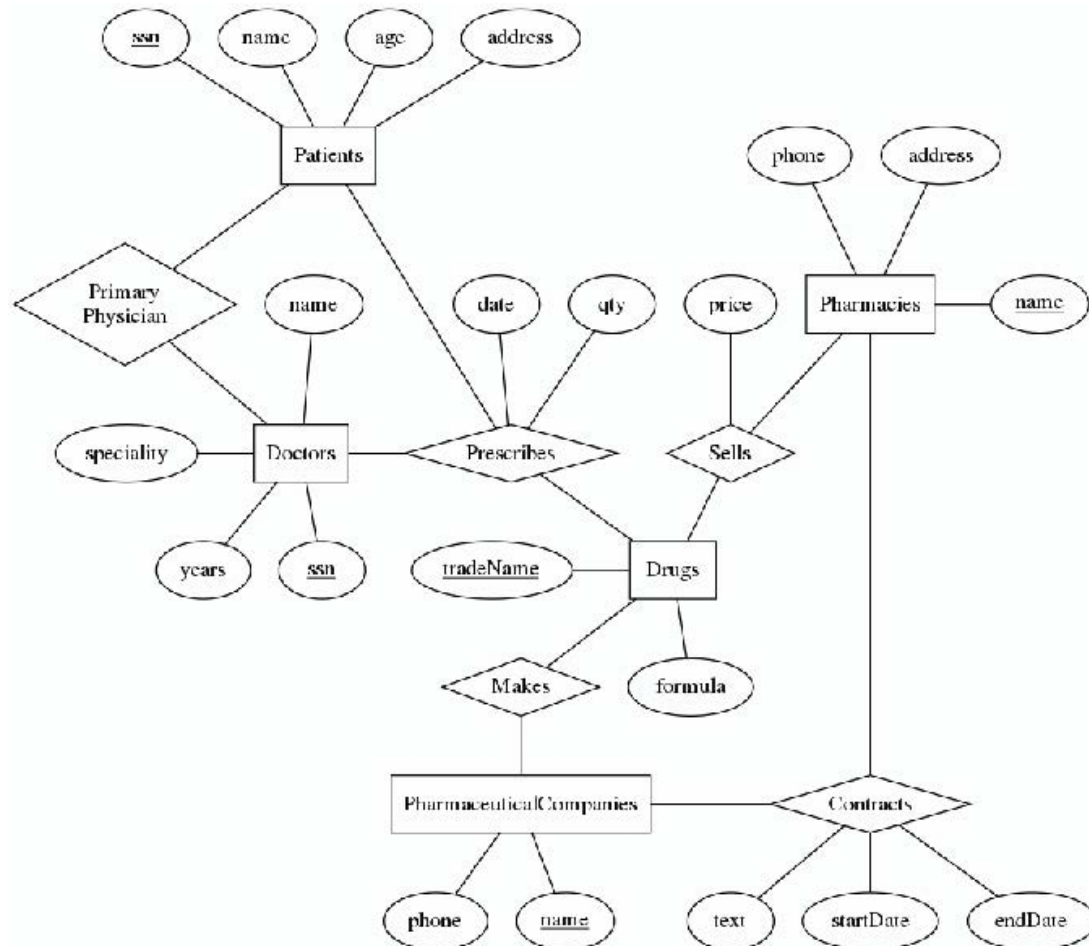 ssn
name
age
address
Patients
phone
address
Primary
Physician
name
date
qty
price
Pharmacies
name
speciality
Doctors
Prescribes
Sells
years
ssn
tradeName
Drugs
Makes
formula
PharmaceuticalCompanies
Contracts
phone
name
text
startDate
endDate